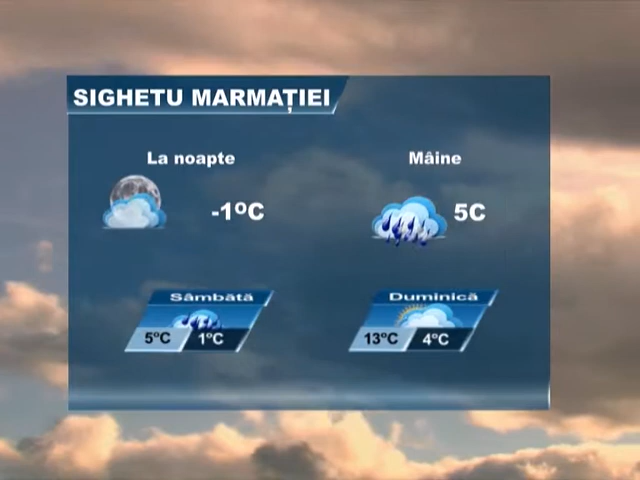 SIGHETU MARMAȚIEI
La noapte
Mâine
-1ºC
5C
Sâmbătă
Duminică
5ºC
1ºC
13ºC
4ºC